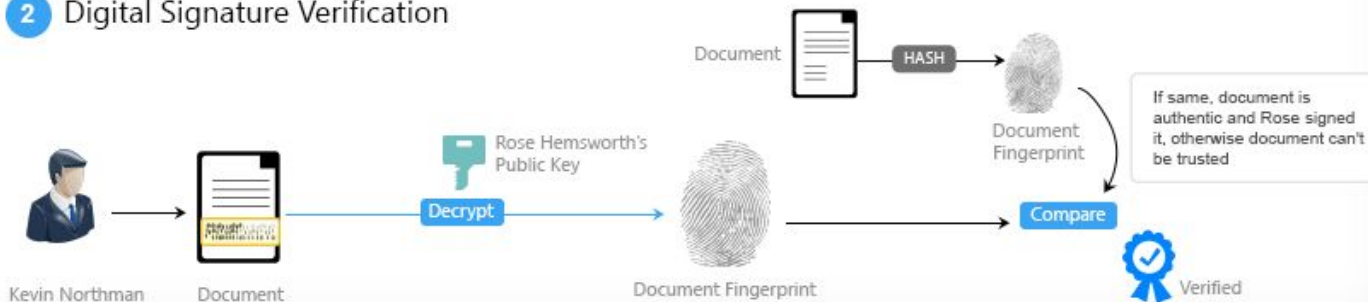 2 Digital Signature Verification
Document
HASH
Document
Fingerprint
If same, document is
authentic and Rose signed
it, otherwise document can't
be trusted
Rose Hemsworth's
Public Key
Decrypt
Compare
Kevin Northman
Document
Document Fingerprint
Verified